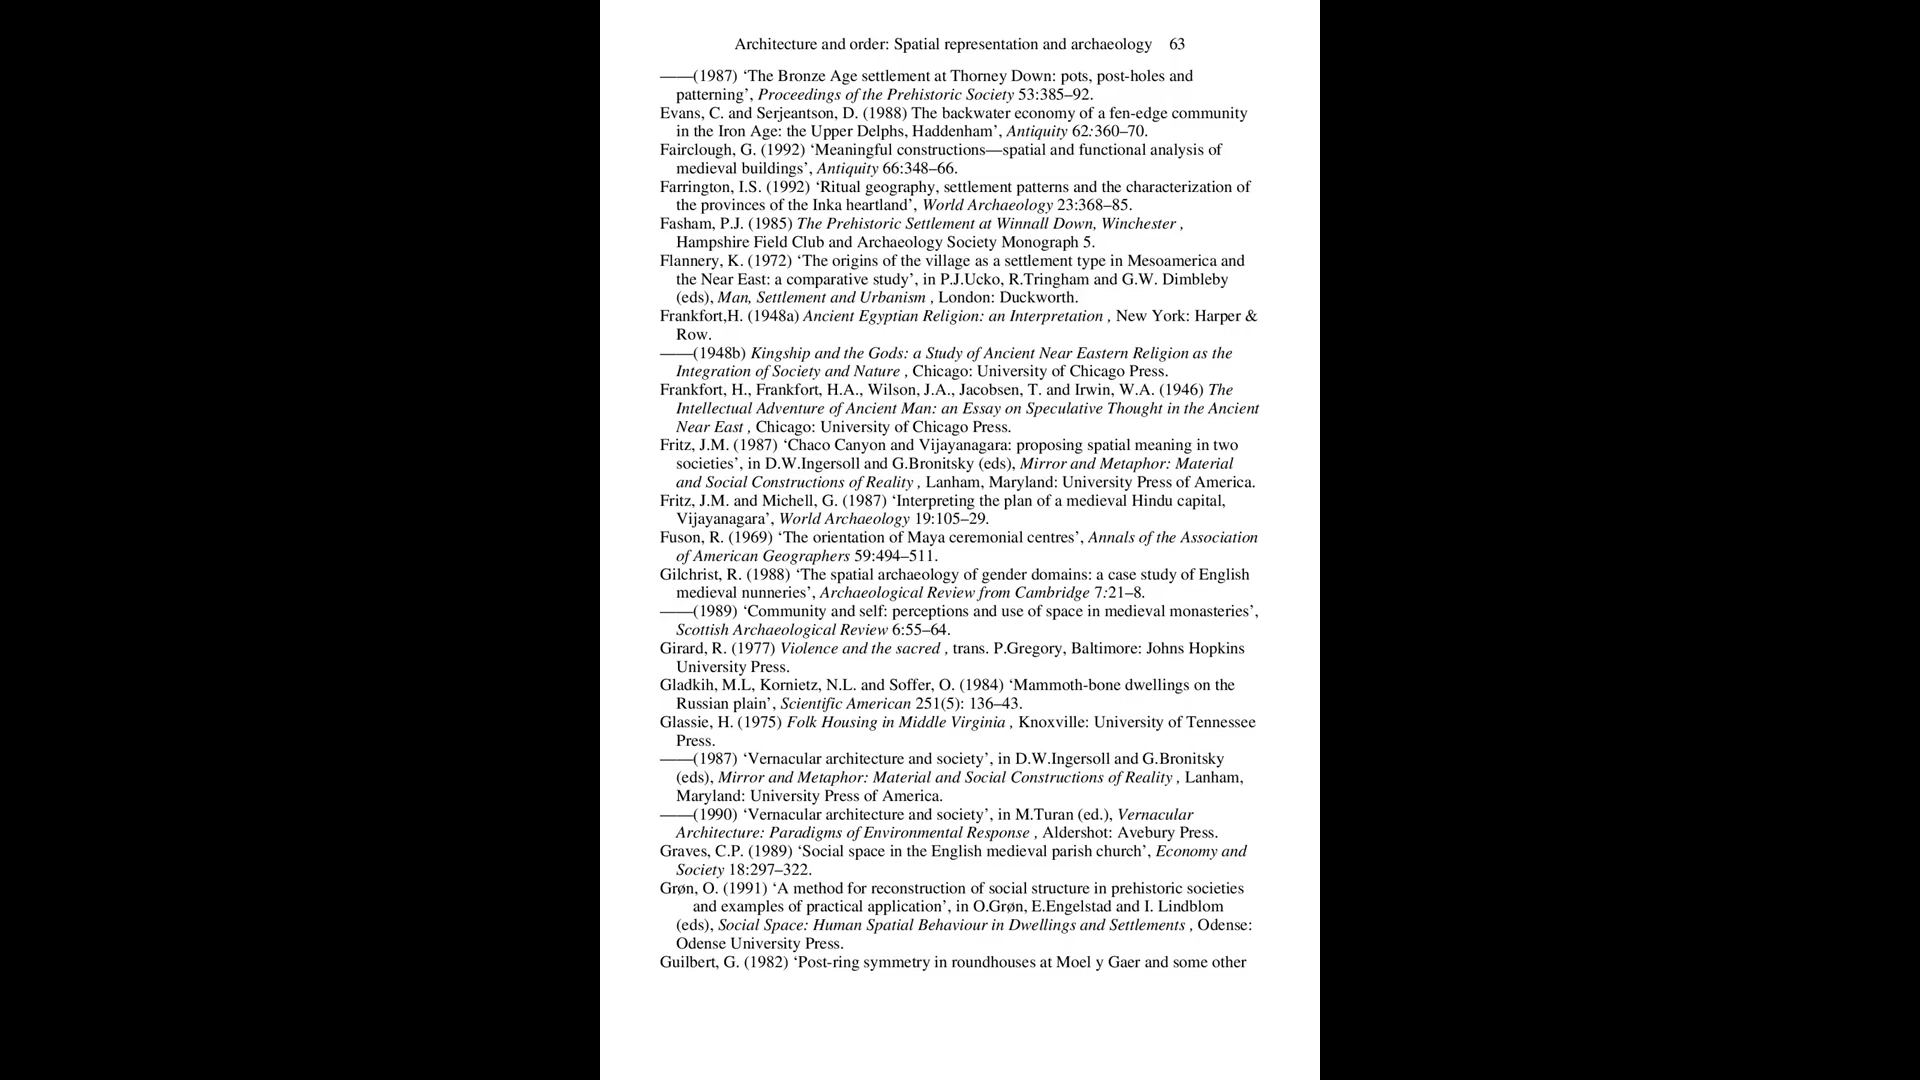 Architecture and order: Spatial representation and archaeology 63
——(1987) ‘The Bronze Age settlement at Thorney Down: pots, post-holes and
patterning’, Proceedings of the Prehistoric Society 53:385–92.
Evans, C. and Serjeantson, D. (1988) The backwater economy of a fen-edge community
in the Iron Age: the Upper Delphs, Haddenham’, Antiquity 62:360–70.
Fairclough, G. (1992) ‘Meaningful constructions—spatial and functional analysis of
medieval buildings’, Antiquity 66:348–66.
Farrington, I.S. (1992) ‘Ritual geography, settlement patterns and the characterization of
the provinces of the Inka heartland’, World Archaeology 23:368–85.
Fasham, P.J. (1985) The Prehistoric Settlement at Winnall Down, Winchester ,
Hampshire Field Club and Archaeology Society Monograph 5.
Flannery, K. (1972) ‘The origins of the village as a settlement type in Mesoamerica and
the Near East: a comparative study’, in P.J.Ucko, R.Tringham and G.W. Dimbleby
(eds), Man, Settlement and Urbanism , London: Duckworth.
Frankfort,H. (1948a) Ancient Egyptian Religion: an Interpretation , New York: Harper &
Row.
——(1948b) Kingship and the Gods: a Study of Ancient Near Eastern Religion as the
Integration of Society and Nature , Chicago: University of Chicago Press.
Frankfort, H., Frankfort, H.A., Wilson, J.A., Jacobsen, T. and Irwin, W.A. (1946) The
Intellectual Adventure of Ancient Man: an Essay on Speculative Thought in the Ancient
Near East , Chicago: University of Chicago Press.
Fritz, J.M. (1987) ‘Chaco Canyon and Vijayanagara: proposing spatial meaning in two
societies’, in D.W.Ingersoll and G.Bronitsky (eds), Mirror and Metaphor: Material
and Social Constructions of Reality , Lanham, Maryland: University Press of America.
Fritz, J.M. and Michell, G. (1987) ‘Interpreting the plan of a medieval Hindu capital,
Vijayanagara’, World Archaeology 19:105–29.
Fuson, R. (1969) ‘The orientation of Maya ceremonial centres’, Annals of the Association
of American Geographers 59:494–511.
Gilchrist, R. (1988) ‘The spatial archaeology of gender domains: a case study of English
medieval nunneries’, Archaeological Review from Cambridge 7:21–8.
——(1989) ‘Community and self: perceptions and use of space in medieval monasteries’,
Scottish Archaeological Review 6:55–64.
Girard, R. (1977) Violence and the sacred , trans. P.Gregory, Baltimore: Johns Hopkins
University Press.
Gladkih, M.L, Kornietz, N.L. and Soffer, O. (1984) ‘Mammoth-bone dwellings on the
Russian plain’, Scientific American 251(5): 136–43.
Glassie, H. (1975) Folk Housing in Middle Virginia , Knoxville: University of Tennessee
Press.
——(1987) ‘Vernacular architecture and society’, in D.W.Ingersoll and G.Bronitsky
(eds), Mirror and Metaphor: Material and Social Constructions of Reality , Lanham,
Maryland: University Press of America.
——(1990) ‘Vernacular architecture and society’, in M.Turan (ed.), Vernacular
Architecture: Paradigms of Environmental Response , Aldershot: Avebury Press.
Graves, C.P. (1989) ‘Social space in the English medieval parish church’, Economy and
Society 18:297–322.
Grøn, O. (1991) ‘A method for reconstruction of social structure in prehistoric societies
and examples of practical application’, in O.Grøn, E.Engelstad and I. Lindblom
(eds), Social Space: Human Spatial Behaviour in Dwellings and Settlements , Odense:
Odense University Press.
Guilbert, G. (1982) ‘Post-ring symmetry in roundhouses at Moel y Gaer and some other